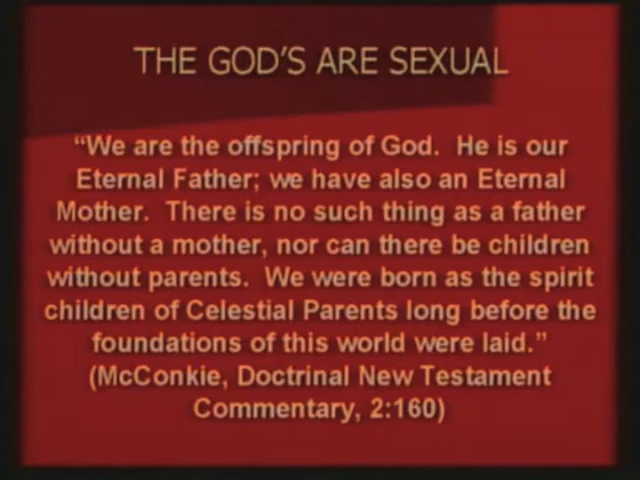 THE GOD'S ARE SEXUAL
“We are the offspring of God.  He is our
Eternal Father; we have also an Eternal
Mother.  There is no such thing as a father
without a mother, nor can there be children
without parents.  We were born as the spirit
children of Celestial Parents long before the
foundations of this world were laid.”
(McConkie, Doctrinal New Testament
Commentary, 2:160)